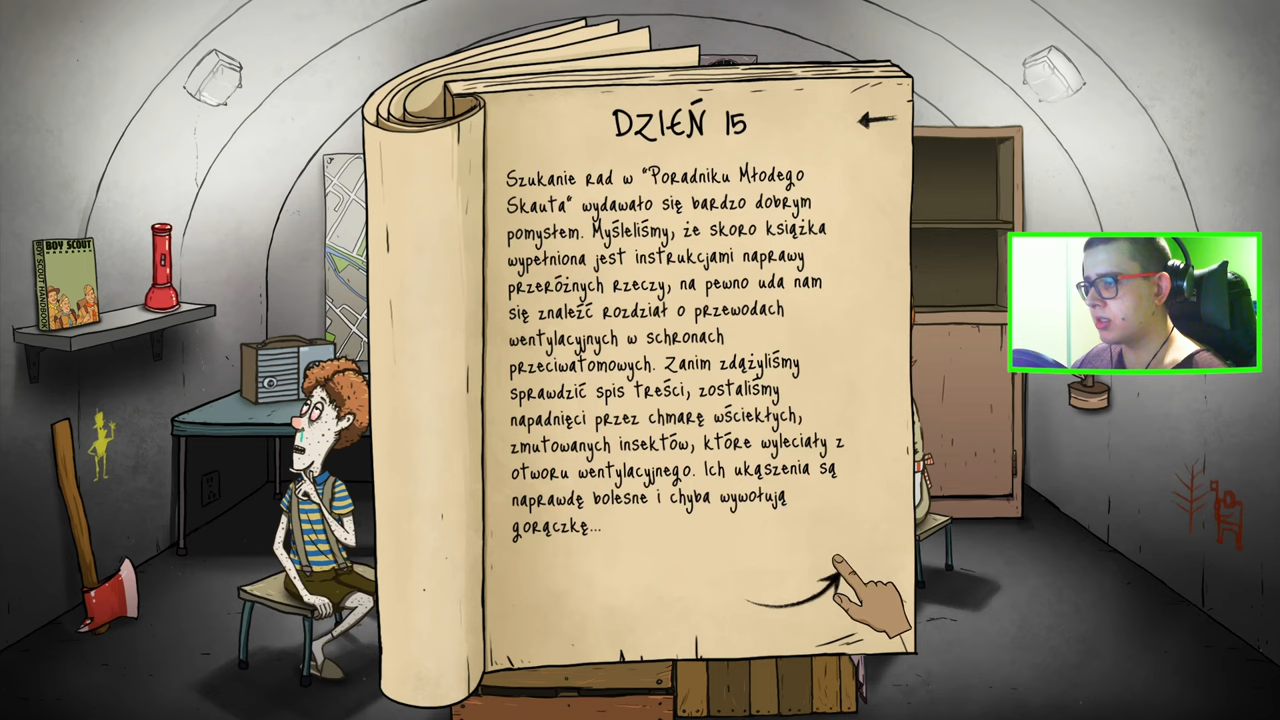 DZIEŃ 15
Szukanie rad w "Poradniku Młodego
Skauta" wydawało się bardzo dobrym
pomysłem. Myśleliśmy, że skoro książka
wypełniona jest instrukcjami naprawy
przeróżnych rzeczy, na pewno uda nam
się znaleźć rozdział o przewodach
wentylacyjnych w schronach
przeciwatomowych. Zanim zdążyliśmy
sprawdzić spis treści, zostaliśmy
napadnięci przez chmarę wściekłych,
zmutowanych insektów, które wyleciały z
otworu wentylacyjnego. Ich ukąszenia są
naprawdę bolesne i chyba wywołują
gorączkę...
BOY SCOUT
BOY SCOUT HANDBOOK